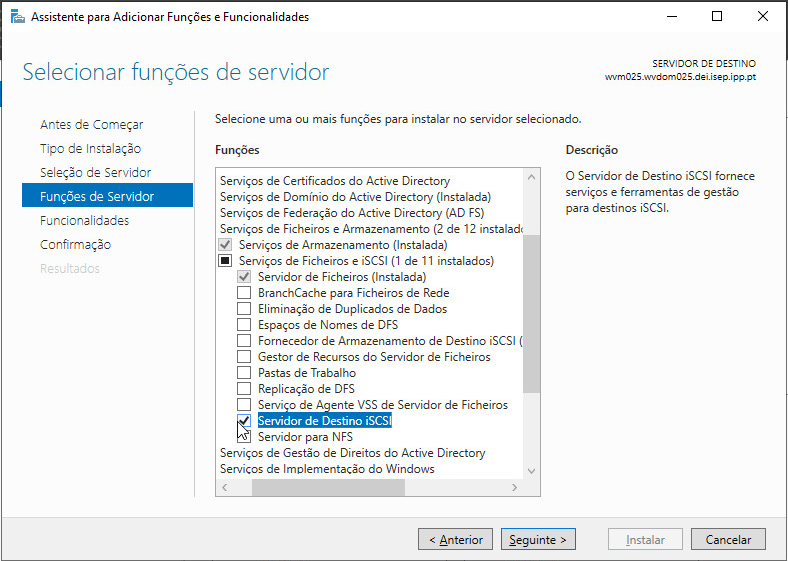 Assistente para Adicionar Funções e Funcionalidades
Selecionar funções de servidor
SERVIDOR DE DESTINO
wvm025.wvdom025.dei.isep.ipp.pt
Antes de Começar
Tipo de Instalação
Seleção de Servidor
Funções de Servidor
Funcionalidades
Confirmação
Resultados
Selecione uma ou mais funções para instalar no servidor selecionado.
Funções
Serviços de Certificados do Active Directory
Serviços de Domínio do Active Directory (Instalada)
Serviços de Federação do Active Directory (AD FS)
Serviços de Ficheiros e Armazenamento (2 de 12 instalado
Serviços de Armazenamento (Instalada)
Serviços de Ficheiros e iSCSI (1 de 11 instalados)
Servidor de Ficheiros (Instalada)
BranchCache para Ficheiros de Rede
Eliminação de Duplicados de Dados
Espaços de Nomes de DFS
Fornecedor de Armazenamento de Destino iSCSI (
Gestor de Recursos do Servidor de Ficheiros
Pastas de Trabalho
Replicação de DFS
Serviço de Agente VSS de Servidor de Ficheiros
Servidor de Destino iSCSI
Servidor para NFS
Serviços de Gestão de Direitos do Active Directory
Serviços de Implementação do Windows
Descrição
O Servidor de Destino iSCSI fornece
serviços e ferramentas de gestão
para destinos iSCSI.
< Anterior
Seguinte >
Instalar
Cancelar